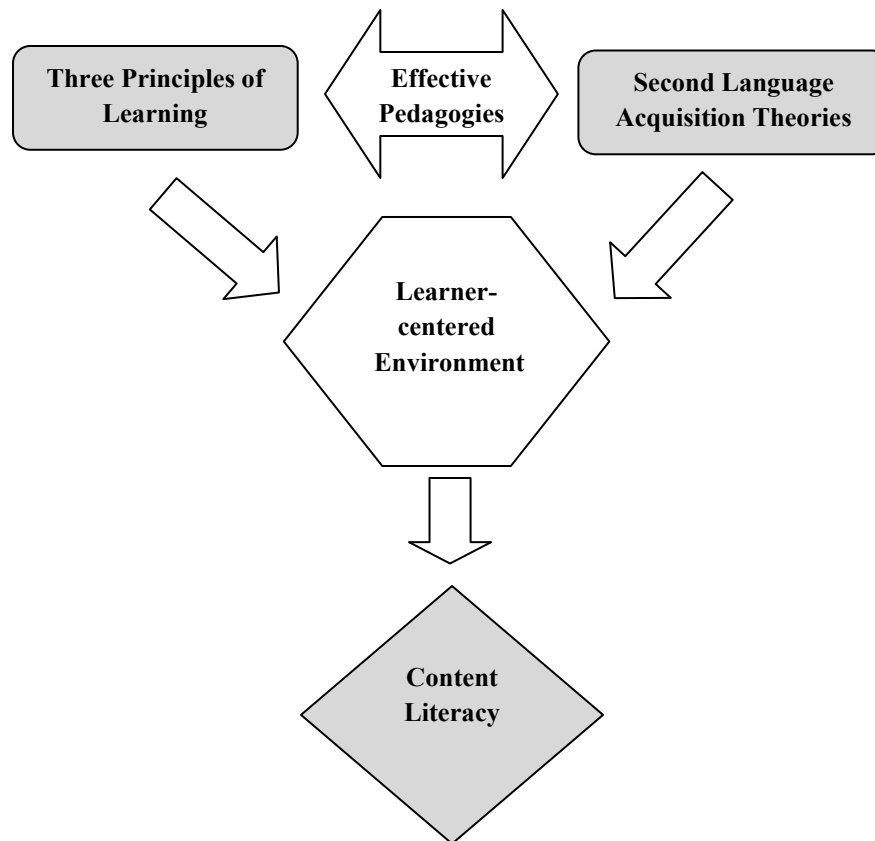 Three Principles of
Learning
Effective
Pedagogies
Second Language
Acquisition Theories
Learner-
centered
Environment
Content
Literacy